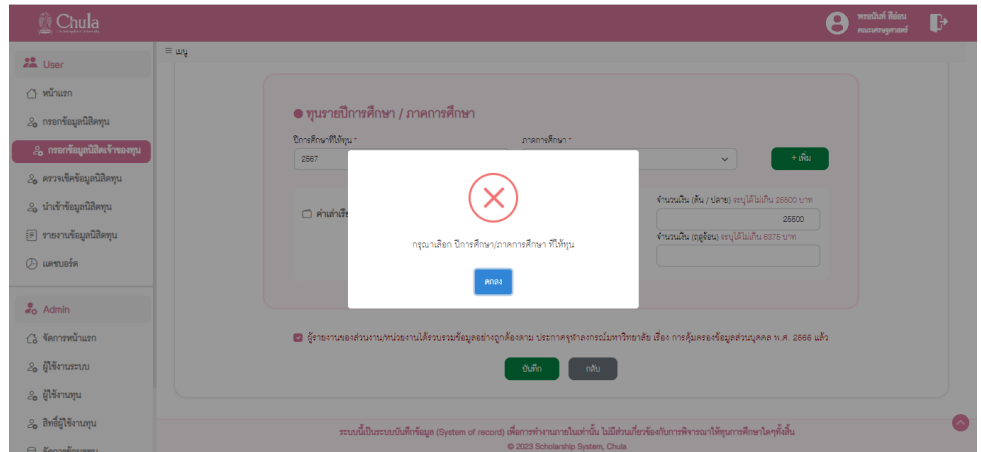 Chula
พรรณันท์ สีอ่อน
คณะเศรษฐศาสตร์
User
หน้าแรก
กรอกข้อมูลนิสิตทุน
กรอกข้อมูลนิสิตเจ้าของทุน
ตรวจเช็คข้อมูลนิสิตทุน
นำเข้าข้อมูลนิสิตทุน
รายงานข้อมูลนิสิตทุน
แดชบอร์ด
Admin
จัดการหน้าแรก
ผู้ใช้งานระบบ
ผู้ใช้งานทุน
สิทธิ์ผู้ใช้งานทุน
จัดการข้อมูลทุน
เมนู
ทุนรายปีการศึกษา / ภาคการศึกษา
ปีการศึกษาที่ให้ทุน * ภาคการศึกษา *
2567 + เพิ่ม
ค่าเล่าเรีย
จำนวนเงิน (ต้น / ปลาย) ระบุได้ไม่เกิน 25500 บาท
25500
จำนวนเงิน (ฤดูร้อน) ระบุได้ไม่เกิน 6375 บาท
กรุณาเลือก ปีการศึกษา/ภาคการศึกษา ที่ให้ทุน
ตกลง
ผู้รายงานของส่วนงาน/หน่วยงานได้รวบรวมข้อมูลอย่างถูกต้องตาม ประกาศจุฬาลงกรณ์มหาวิทยาลัย เรื่อง การคุ้มครองข้อมูลส่วนบุคคล พ.ศ. 2566 แล้ว
บันทึก กลับ
ระบบนี้เป็นระบบบันทึกข้อมูล (System of record) เพื่อการทำงานภายในเท่านั้น ไม่มีส่วนเกี่ยวข้องกับการพิจารณาให้ทุนการศึกษาใดๆทั้งสิ้น
© 2023 Scholarship System, Chula